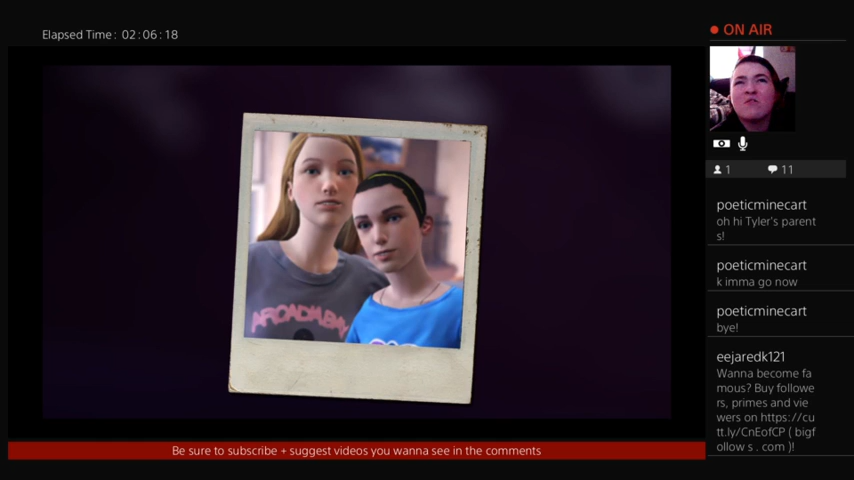 Elapsed Time: 02:06:18
ON AIR
1 11
poeticminecart
oh hi Tyler's parent
s!
poeticminecart
k imma go now
poeticminecart
bye!
eejaredk121
Wanna become fa
mous? Buy followe
rs, primes and vie
wers on https://cu
tt.ly/CnEofCP ( bigf
ollow s . com )!
ARCADIA BAY
Be sure to subscribe + suggest videos you wanna see in the comments